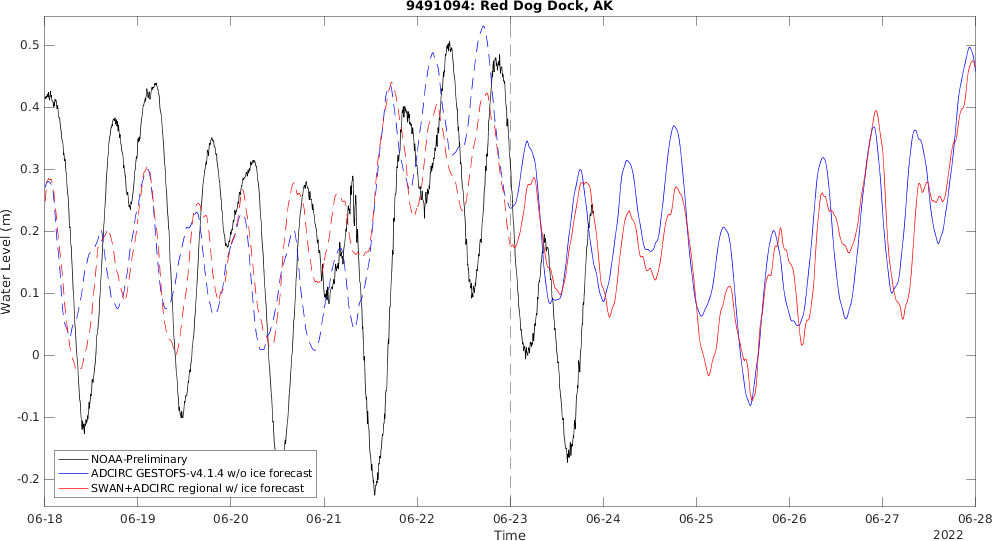 9491094: Red Dog Dock, AK
Water Level (m)
0.5
0.4
0.3
0.2
0.1
0
-0.1
-0.2
NOAA-Preliminary
ADCIRC GESTOFS-v4.1.4 w/o ice forecast
SWAN+ADCIRC regional w/ ice forecast
06-18 06-19 06-20 06-21 06-22 06-23 06-24 06-25 06-26 06-27 06-28
Time
2022